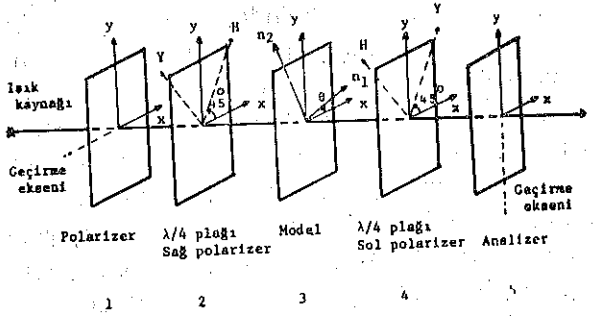 y
y
H
n2
y
y
Y
y
Işık
kaynağı
Y
45°
x
x
θ
n1
x
H
45°
x
x
Geçirme
ekseni
Geçirme
ekseni
Polarizer
λ/4 plağı
Sağ polarizer
Model
λ/4 plağı
Sol polarizer
Analizer
1
2
3
4
5